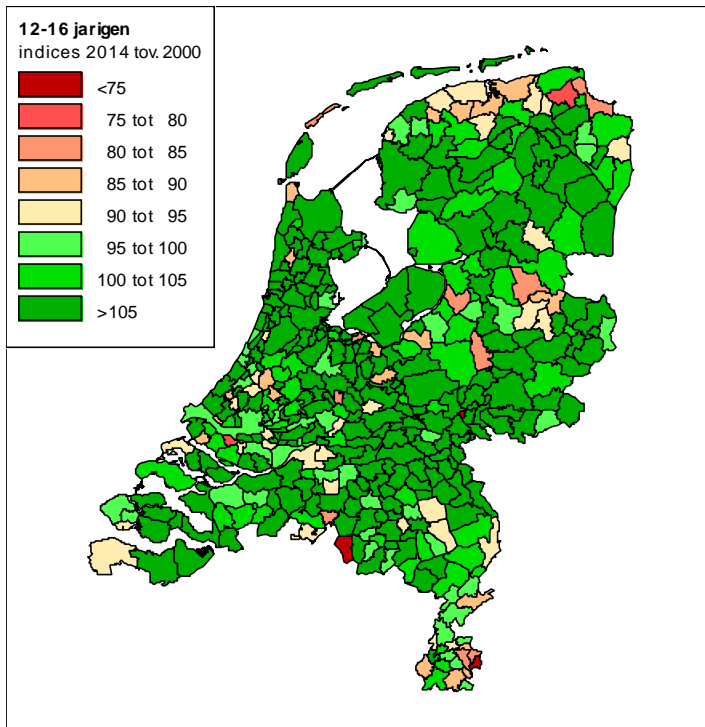 12-16 jarigen
indices 2014 tov. 2000
<75
75 tot 80
80 tot 85
85 tot 90
90 tot 95
95 tot 100
100 tot 105
>105